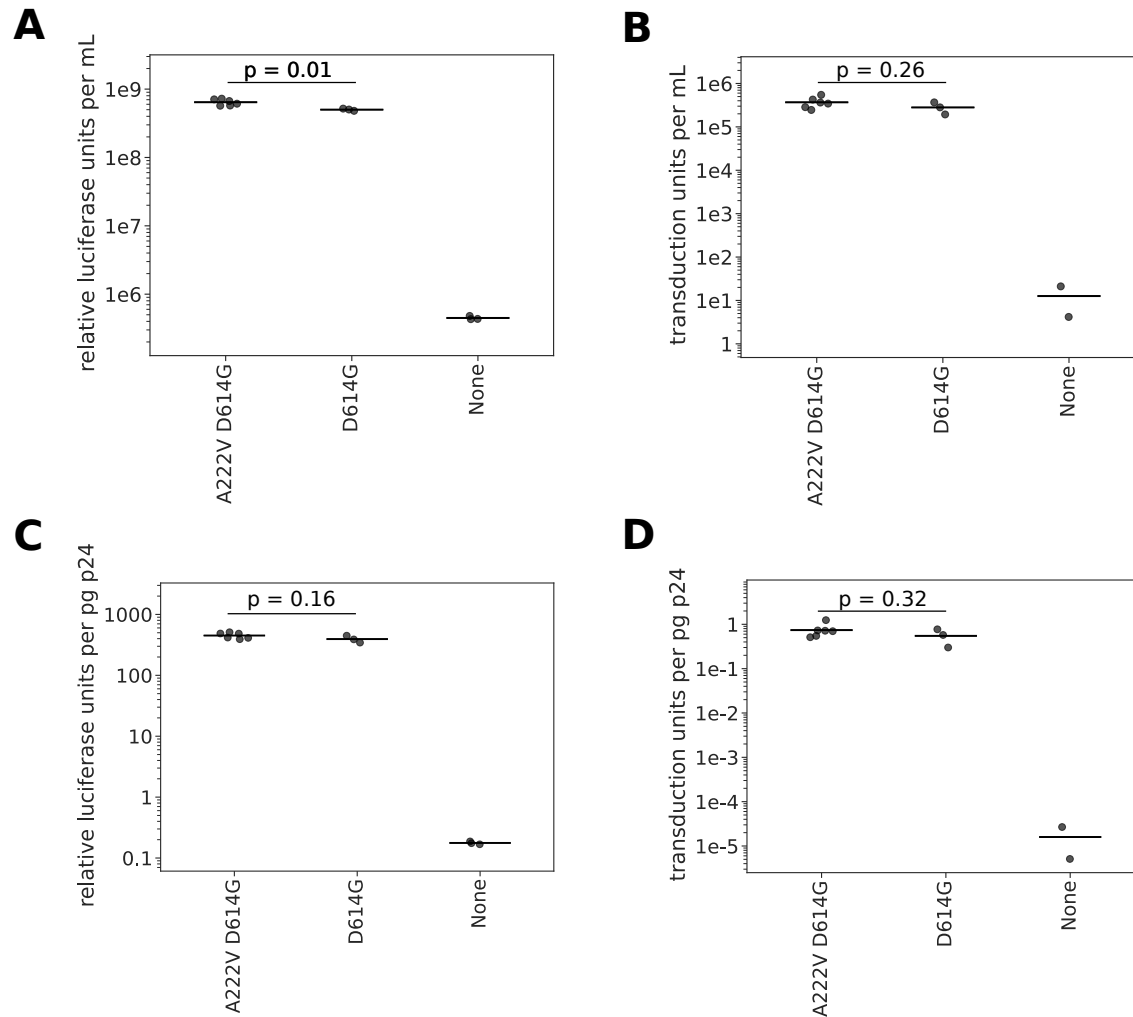 A
relative luciferase units per mL
p = 0.01
1e9
1e8
1e7
1e6
A222V D614G
D614G
None
B
transduction units per mL
p = 0.26
1e6
1e5
1e4
1e3
1e2
1e1
1
A222V D614G
D614G
None
C
relative luciferase units per pg p24
p = 0.16
1000
100
10
1
0.1
A222V D614G
D614G
None
D
transduction units per pg p24
p = 0.32
1
1e-1
1e-2
1e-3
1e-4
1e-5
A222V D614G
D614G
None